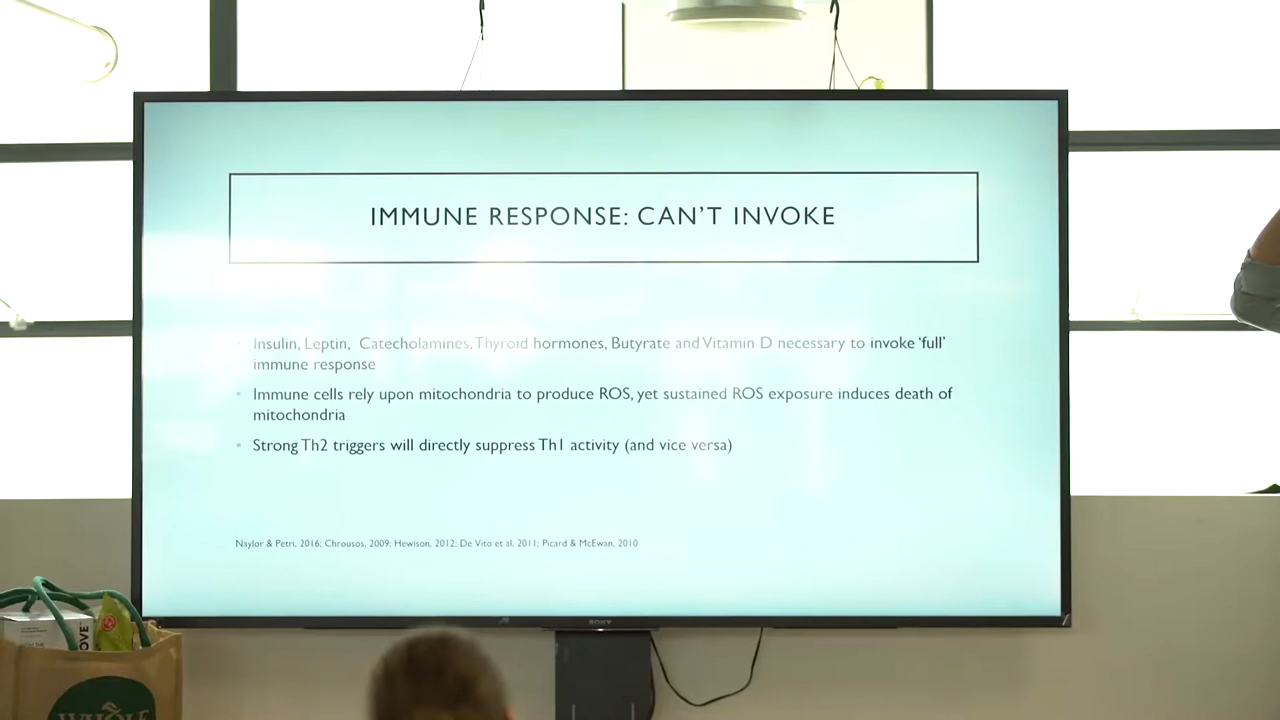 IMMUNE RESPONSE: CAN'T INVOKE
Insulin, Leptin, Catecholamines, Thyroid hormones, Butyrate and Vitamin D necessary to invoke 'full'
immune response
Immune cells rely upon mitochondria to produce ROS, yet sustained ROS exposure induces death of
mitochondria
Strong Th2 triggers will directly suppress Th1 activity (and vice versa)
Naylor & Petri, 2016; Chrousos, 2009; Hewison, 2012; De Vito et al, 2011; Picard & McEwan, 2010
SONY
WHOLE